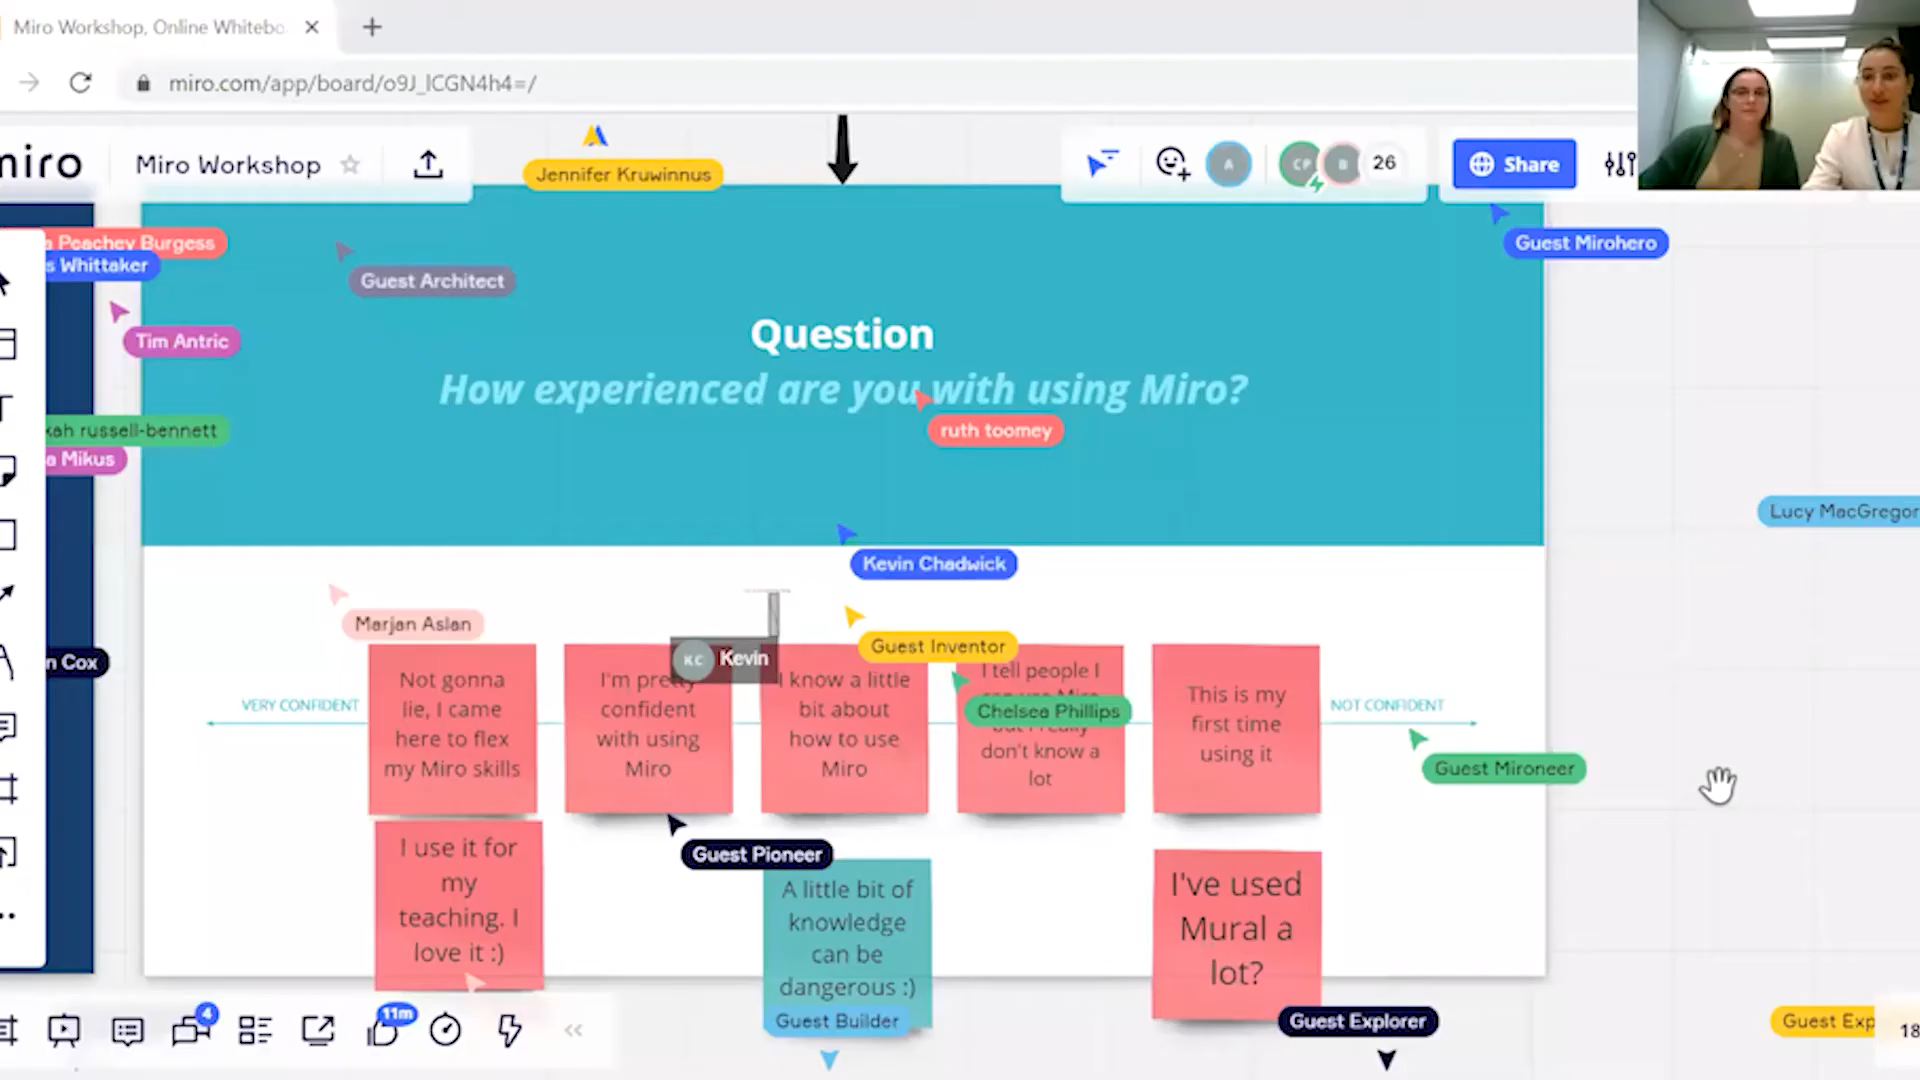 Miro Workshop, Online Whitebo
miro.com/app/board/o9J_lCGN4h4=/
miro
Miro Workshop
Jennifer Kruwinnus
A
CP
B
26
Share
Peachey Burgess
Whittaker
Guest Architect
Guest Mirohero
Tim Antric
Question
How experienced are you with using Miro?
russell-bennett
ruth toomey
Mikus
Lucy MacGregor
Kevin Chadwick
Marjan Aslan
Guest Inventor
KC Kevin
Cox
VERY CONFIDENT
Not gonna
lie, I came
here to flex
my Miro skills
I'm pretty
confident
with using
Miro
I know a little
bit about
how to use
Miro
I tell people I
Chelsea Phillips
don't know a
lot
This is my
first time
using it
NOT CONFIDENT
Guest Mironeer
Guest Pioneer
I use it for
my
teaching. I
love it :)
A little bit of
knowledge
can be
dangerous :)
Guest Builder
I've used
Mural a
lot?
Guest Explorer
Guest Exp
4
11m
18